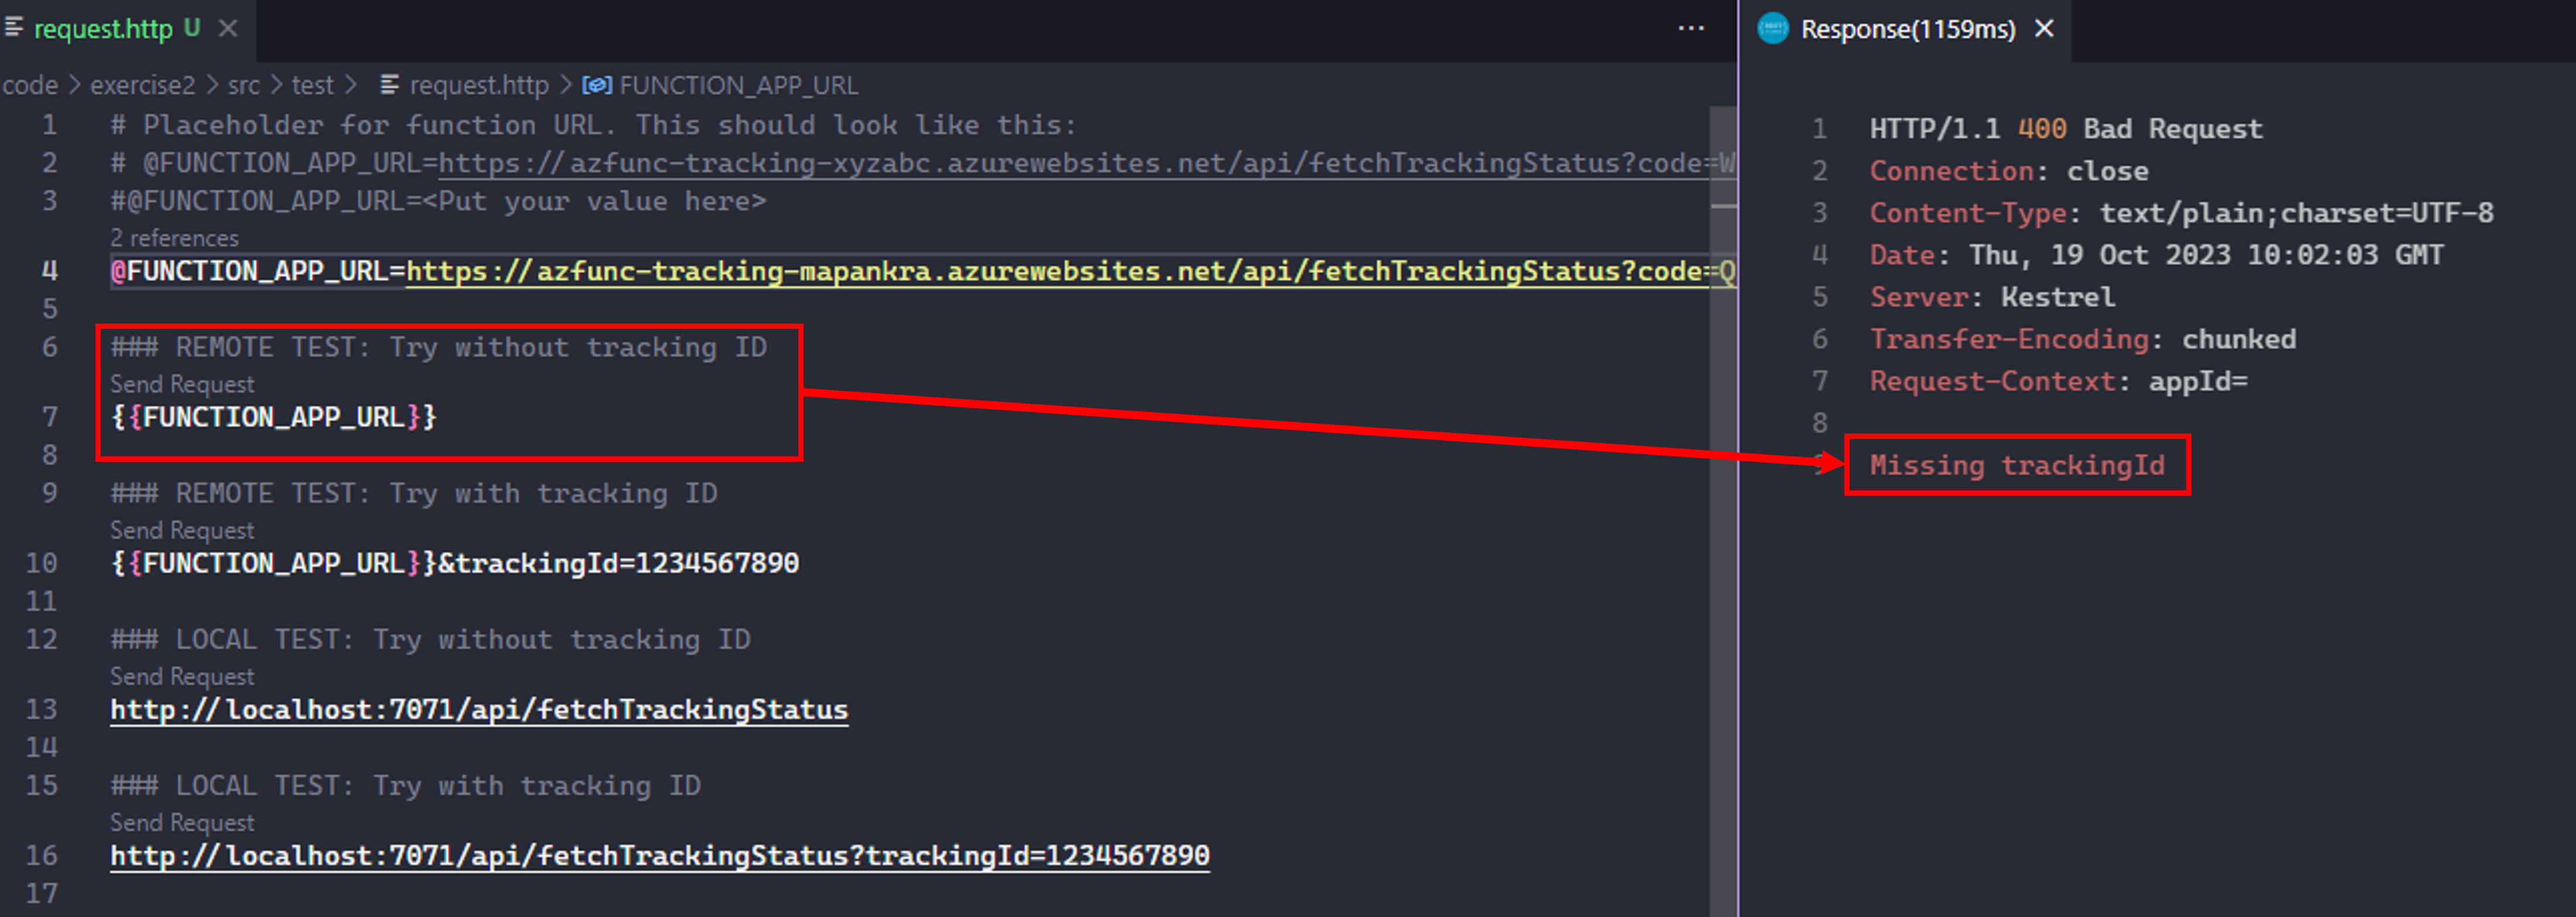 request.http U
code > exercise2 > src > test > request.http > FUNCTION_APP_URL
1 # Placeholder for function URL. This should look like this:
2 # @FUNCTION_APP_URL=https://azfunc-tracking-xyzabc.azurewebsites.net/api/fetchTrackingStatus?code=W
3 #@FUNCTION_APP_URL=<Put your value here>
2 references
4 @FUNCTION_APP_URL=https://azfunc-tracking-mapankra.azurewebsites.net/api/fetchTrackingStatus?code=Q
5
6 ### REMOTE TEST: Try without tracking ID
Send Request
7 {{FUNCTION_APP_URL}}
8
9 ### REMOTE TEST: Try with tracking ID
Send Request
10 {{FUNCTION_APP_URL}}&trackingId=1234567890
11
12 ### LOCAL TEST: Try without tracking ID
Send Request
13 http://localhost:7071/api/fetchTrackingStatus
14
15 ### LOCAL TEST: Try with tracking ID
Send Request
16 http://localhost:7071/api/fetchTrackingStatus?trackingId=1234567890
17
Response(1159ms)
1 HTTP/1.1 400 Bad Request
2 Connection: close
3 Content-Type: text/plain;charset=UTF-8
4 Date: Thu, 19 Oct 2023 10:02:03 GMT
5 Server: Kestrel
6 Transfer-Encoding: chunked
7 Request-Context: appId=
8
9 Missing trackingId